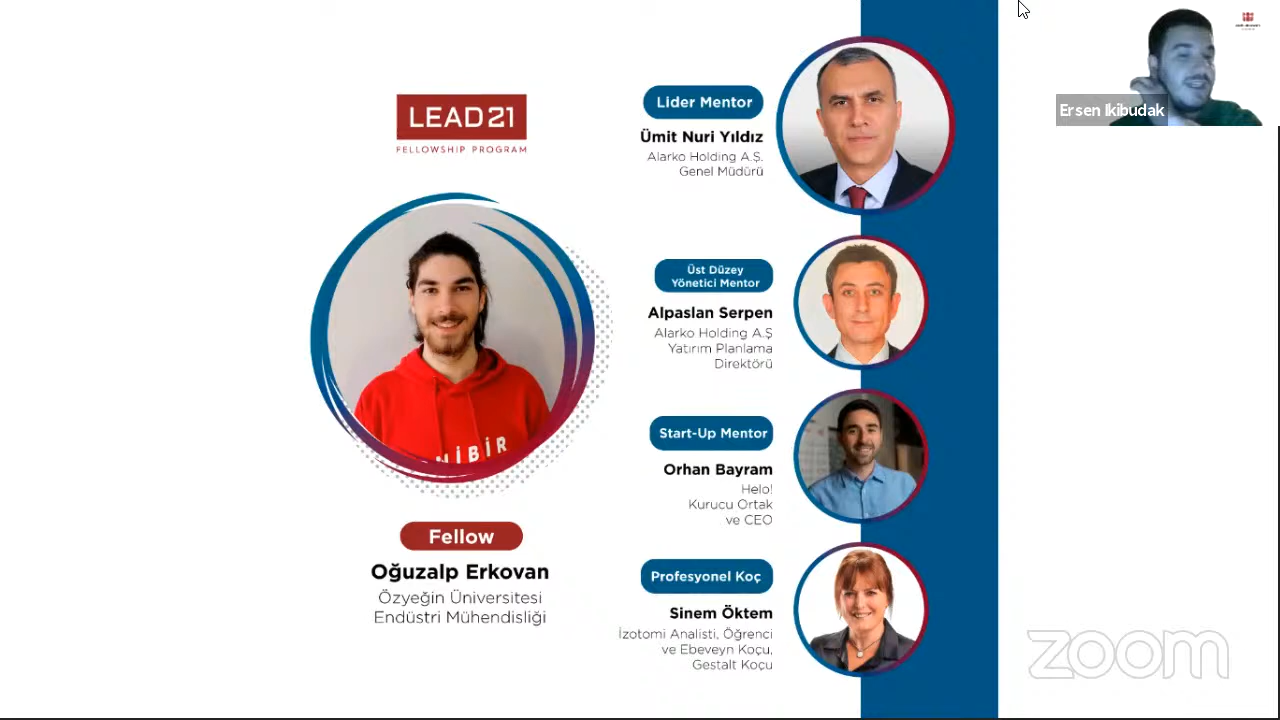 LEAD21
FELLOWSHIP PROGRAM
HİBİR
Fellow
Oğuzalp Erkovan
Özyeğin Üniversitesi
Endüstri Mühendisliği
Lider Mentor
Ümit Nuri Yıldız
Alarko Holding A.Ş.
Genel Müdürü
Üst Düzey
Yönetici Mentor
Alpaslan Serpen
Alarko Holding A.Ş
Yatırım Planlama
Direktörü
Start-Up Mentor
Orhan Bayram
Helo!
Kurucu Ortak
ve CEO
Profesyonel Koç
Sinem Öktem
İzotomi Analisti, Öğrenci
ve Ebeveyn Koçu,
Gestalt Koçu
Ersen Ikibudak
zoom